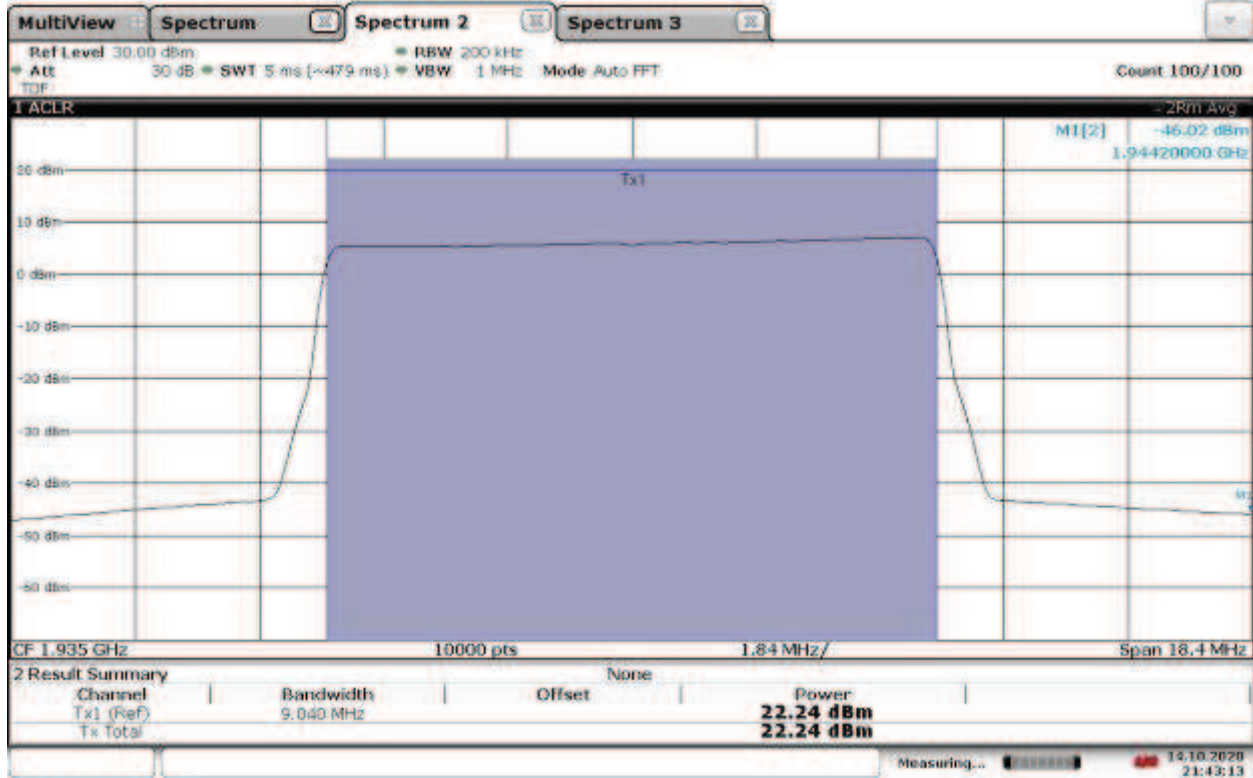 MultiView Spectrum Spectrum 2 Spectrum 3
Ref Level 30.00 dBm RBW 200 kHz
Att 30 dB SWT 5 ms (~479 ms) VBW 1 MHz Mode Auto FFT Count 100/100
TDF
1 ACLR 2Rm Avg
M1[2] -46.02 dBm
1.94420000 GHz
20 dBm
Tx1
10 dBm
0 dBm
-10 dBm
-20 dBm
-30 dBm
-40 dBm
-50 dBm
-60 dBm
CF 1.935 GHz 10000 pts 1.84 MHz/ Span 18.4 MHz
2 Result Summary None
Channel Bandwidth Offset Power
Tx1 (Ref) 9.040 MHz 22.24 dBm
Tx Total 22.24 dBm
Measuring... 14.10.2020
21:43:13